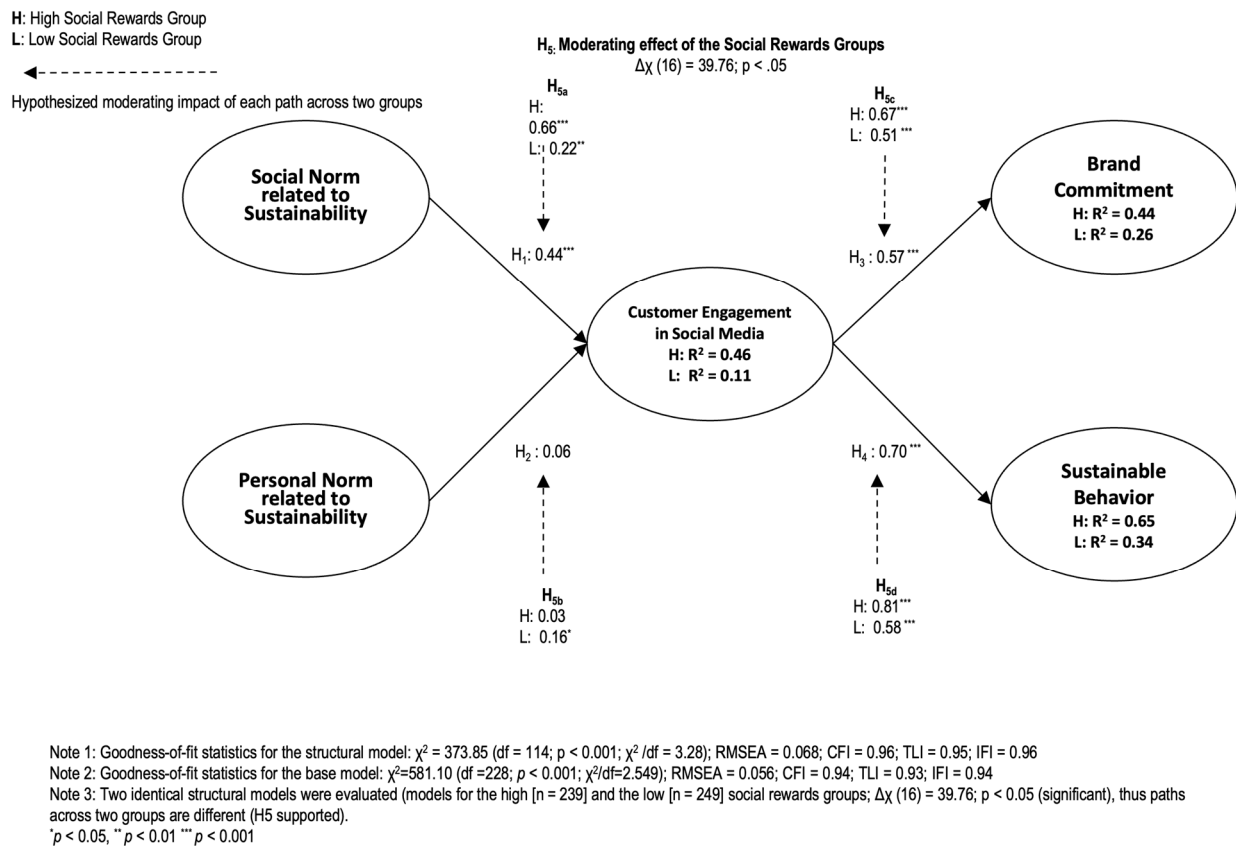 H: High Social Rewards Group
L: Low Social Rewards Group
Hypothesized moderating impact of each path across two groups
H5: Moderating effect of the Social Rewards Groups
Δχ (16) = 39.76; p < .05
H5a
H:
0.66***
L: 0.22**
H5c
H: 0.67***
L: 0.51 ***
Social Norm
related to
Sustainability
Brand
Commitment
H: R² = 0.44
L: R² = 0.26
H1: 0.44***
H3 : 0.57 ***
Customer Engagement
in Social Media
H: R² = 0.46
L: R² = 0.11
H2 : 0.06
H4 : 0.70 ***
Personal Norm
related to
Sustainability
Sustainable
Behavior
H: R² = 0.65
L: R² = 0.34
H5b
H: 0.03
L: 0.16*
H5d
H: 0.81***
L: 0.58 ***
Note 1: Goodness-of-fit statistics for the structural model: χ² = 373.85 (df = 114; p < 0.001; χ² /df = 3.28); RMSEA = 0.068; CFI = 0.96; TLI = 0.95; IFI = 0.96
Note 2: Goodness-of-fit statistics for the base model: χ²=581.10 (df =228; p < 0.001; χ²/df=2.549); RMSEA = 0.056; CFI = 0.94; TLI = 0.93; IFI = 0.94
Note 3: Two identical structural models were evaluated (models for the high [n = 239] and the low [n = 249] social rewards groups; Δχ (16) = 39.76; p < 0.05 (significant), thus paths
across two groups are different (H5 supported).
*p < 0.05, ** p < 0.01 *** p < 0.001